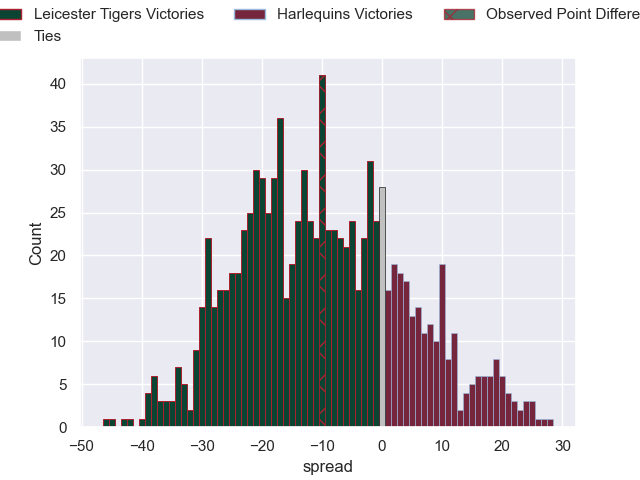 Leicester Tigers Victories Harlequins Victories Observed Point Differe
Ties
40
35
30
25
20
15
10
5
0
Count
−50 −40 −30 −20 −10 0 10 20 30
spread